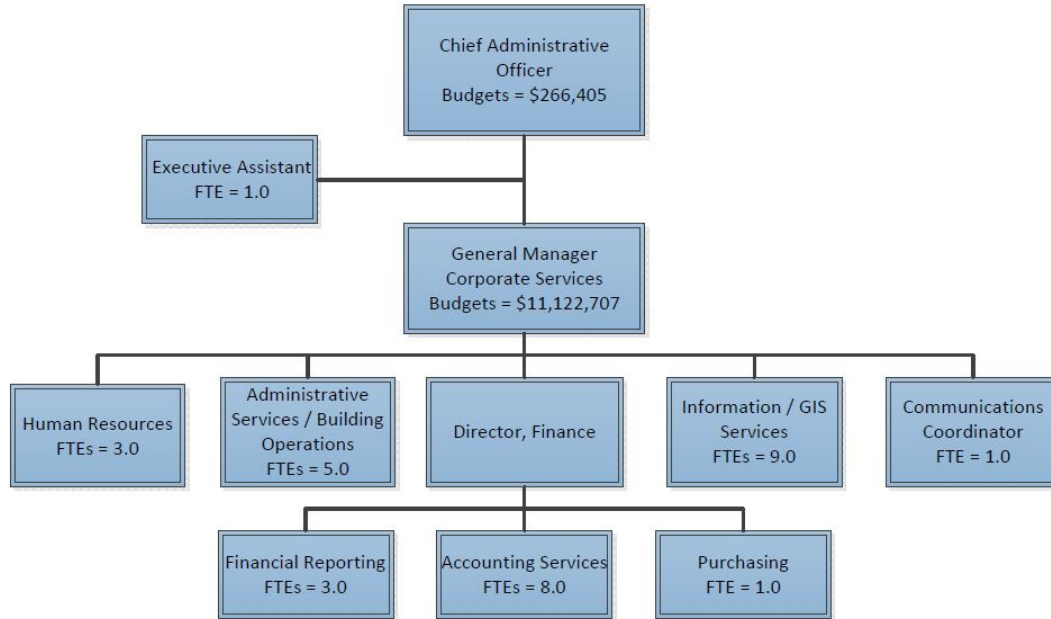 Chief Administrative
Officer
Budgets = $266,405
Executive Assistant
FTE = 1.0
General Manager
Corporate Services
Budgets = $11,122,707
Human Resources
FTEs = 3.0
Administrative
Services / Building
Operations
FTEs = 5.0
Director, Finance
Information / GIS
Services
FTEs = 9.0
Communications
Coordinator
FTE = 1.0
Financial Reporting
FTEs = 3.0
Accounting Services
FTEs = 8.0
Purchasing
FTE = 1.0